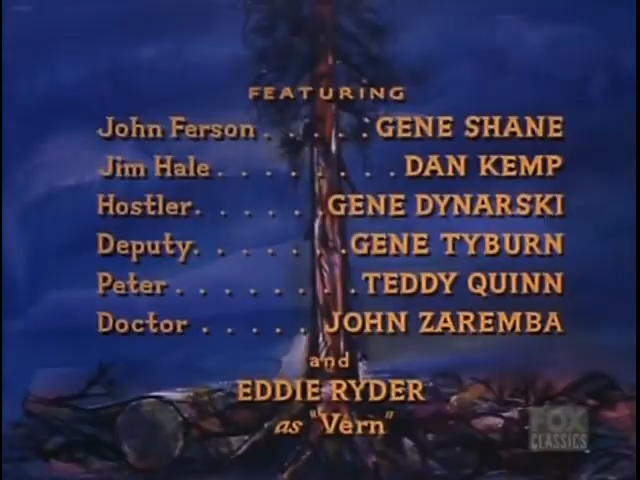 FEATURING
John Ferson . . . . . GENE SHANE
Jim Hale . . . . . . . . DAN KEMP
Hostler. . . . . . GENE DYNARSKI
Deputy. . . . . . . GENE TYBURN
Peter . . . . . . . . TEDDY QUINN
Doctor . . . . . JOHN ZAREMBA
and
EDDIE RYDER
as "Vern"
FOX
CLASSICS